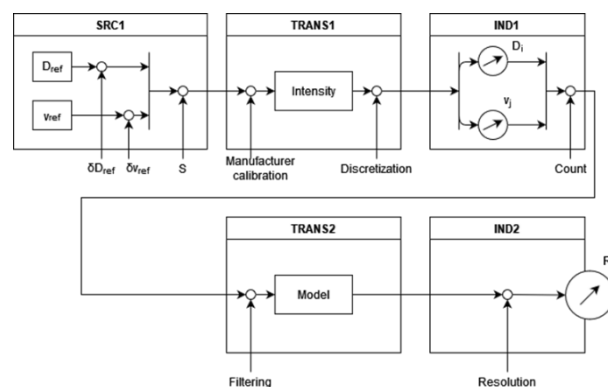 SRC1
TRANS1
IND1
Dref
vref
Intensity
Di
vj
δDref
δvref
S
Manufacturer
calibration
Discretization
Count
TRANS2
IND2
Model
R
Filtering
Resolution